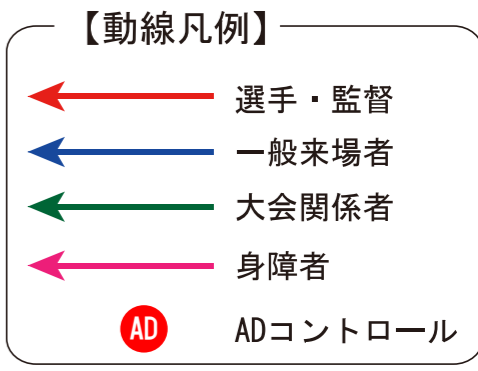 【動線凡例】
選手・監督
一般来場者
大会関係者
身障者
AD ADコントロール